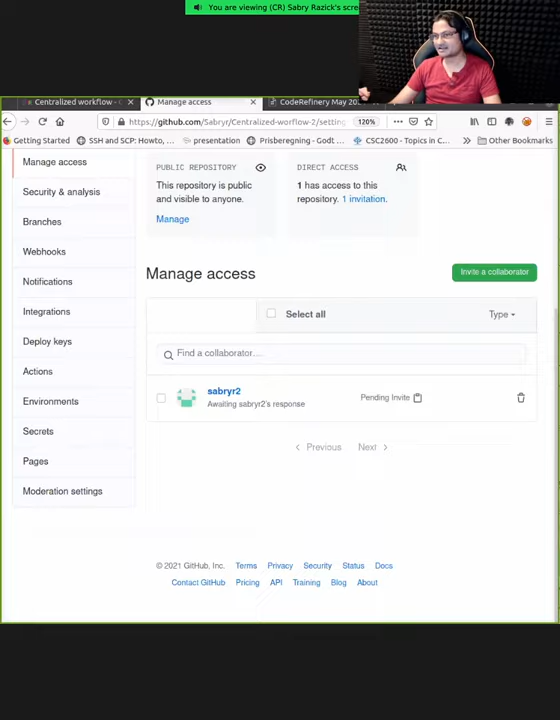 You are viewing (CR) Sabry Razick's scre
Centralized workflow - C
Manage access
CodeRefinery May 202
https://github.com/Sabryr/Centralized-worflow-2/setting
120%
Getting Started
SSH and SCP: Howto, ...
presentation
Prisberegning - Godt ...
CSC2600 - Topics in C...
Other Bookmarks
Manage access
Security & analysis
Branches
Webhooks
Notifications
Integrations
Deploy keys
Actions
Environments
Secrets
Pages
Moderation settings
PUBLIC REPOSITORY
This repository is public
and visible to anyone.
Manage
DIRECT ACCESS
1 has access to this
repository. 1 invitation.
Manage access
Invite a collaborator
Select all
Type
Find a collaborator...
sabryr2
Awaiting sabryr2's response
Pending Invite
Previous
Next
© 2021 GitHub, Inc.
Terms
Privacy
Security
Status
Docs
Contact GitHub
Pricing
API
Training
Blog
About